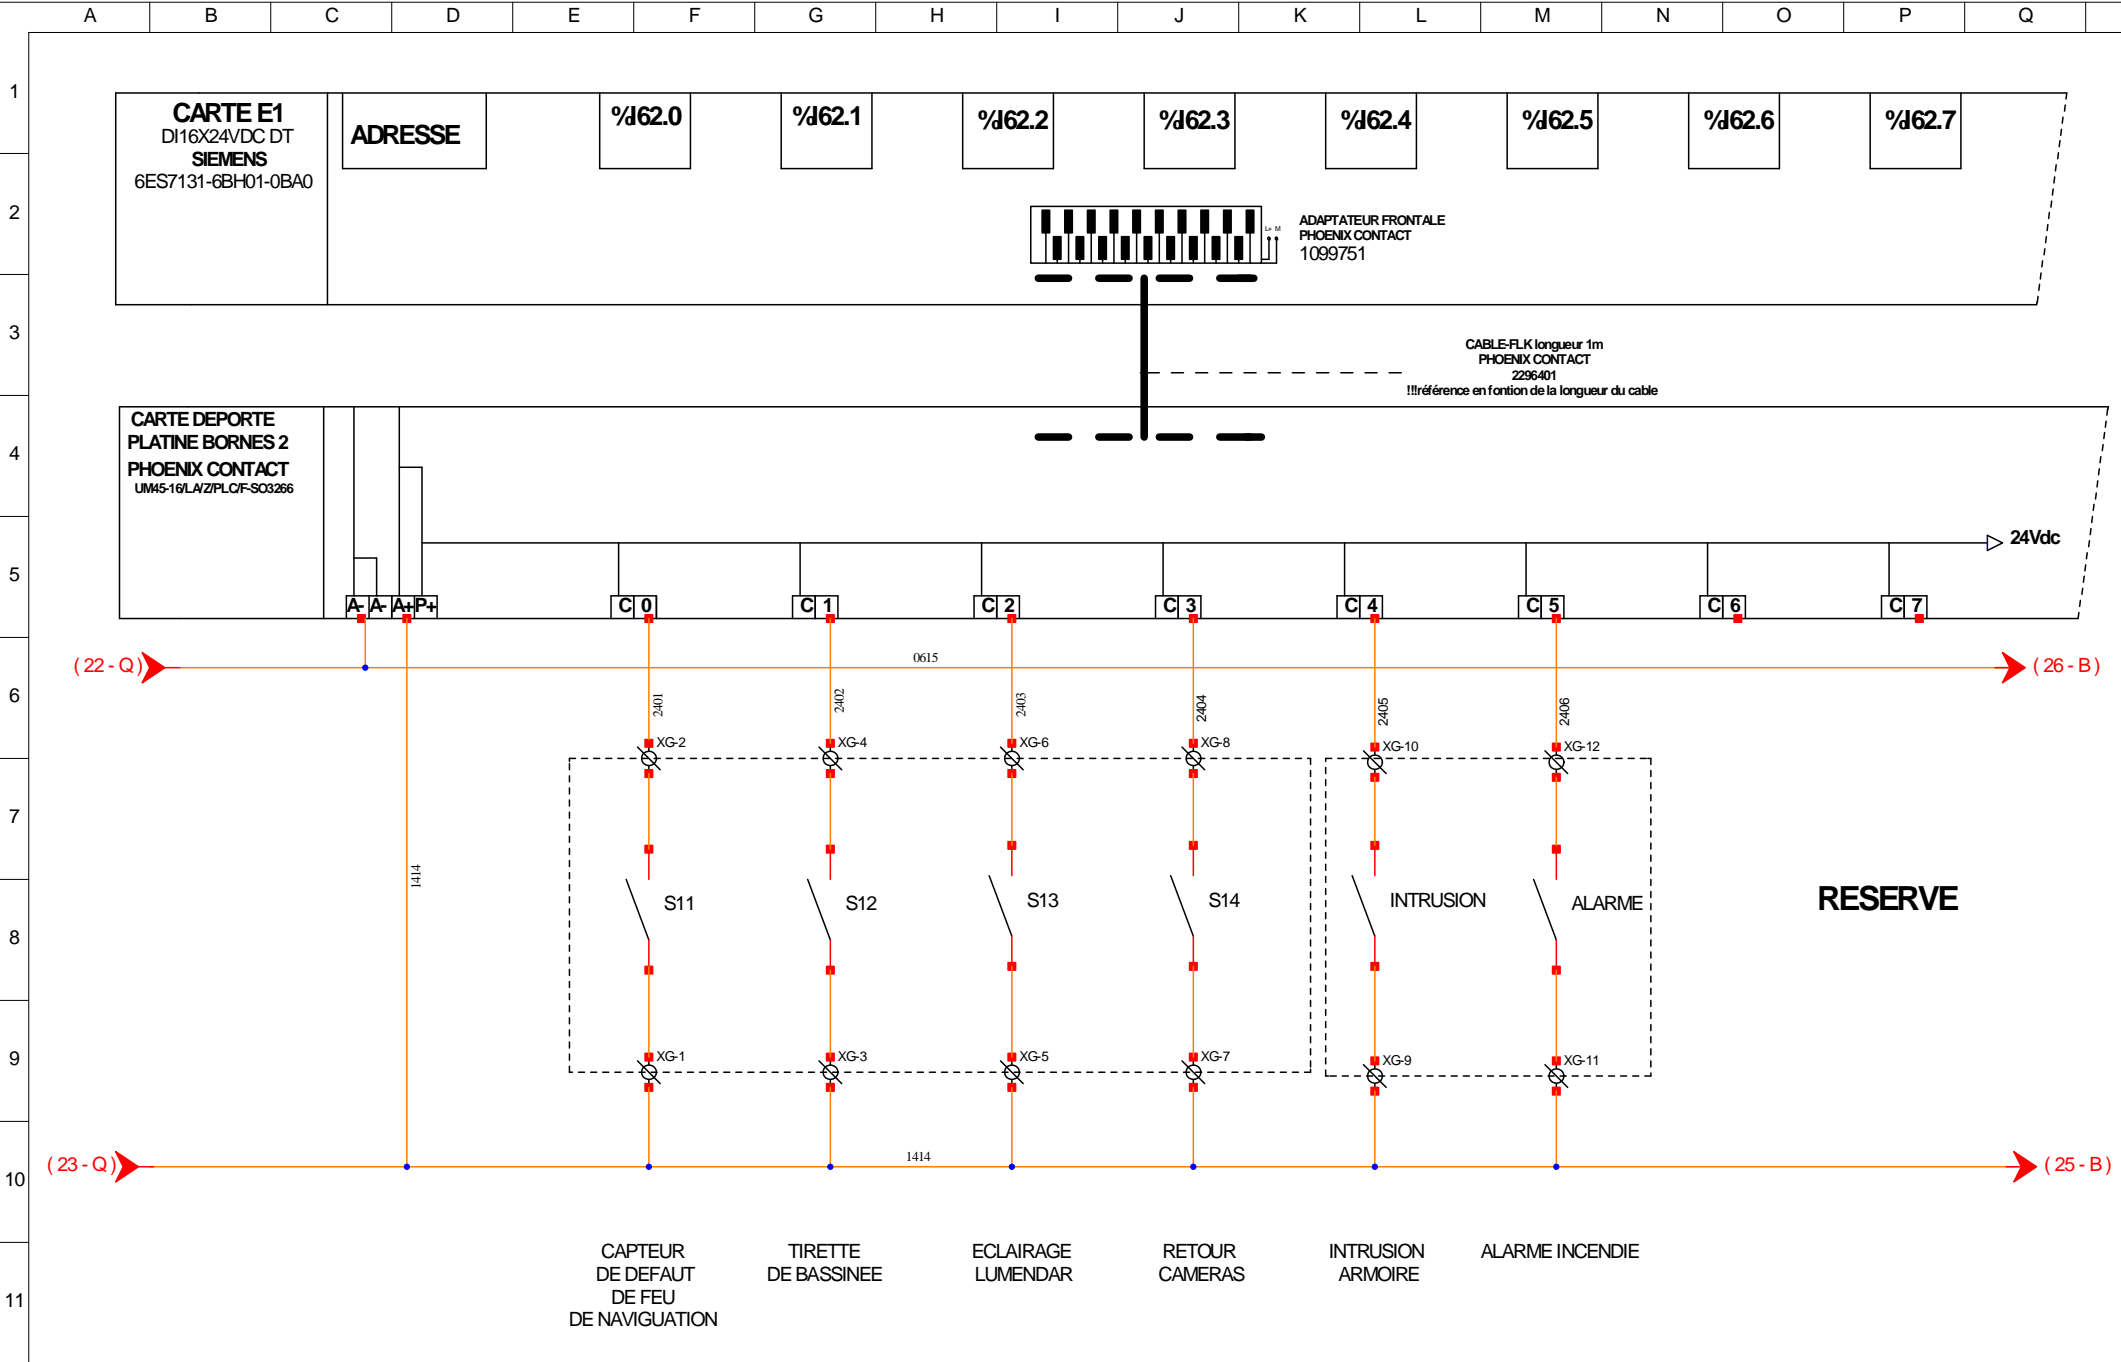 A B C D E F G H I J K L M N O P Q
1
CARTE E1
DI16X24VDC DT
SIEMENS
6ES7131-6BH01-0BA0
ADRESSE
%I62.0
%I62.1
%I62.2
%I62.3
%I62.4
%I62.5
%I62.6
%I62.7
2
L+ M
ADAPTATEUR FRONTALE
PHOENIX CONTACT
1099751
3
CABLE-FLK longueur 1m
PHOENIX CONTACT
2296401
!!!référence en fontion de la longueur du cable
4
CARTE DEPORTE
PLATINE BORNES 2
PHOENIX CONTACT
UM45-16/LA/Z/PLC/F-SO3266
24Vdc
5
A- A- A+ P+
C 0
C 1
C 2
C 3
C 4
C 5
C 6
C 7
( 22 - Q )
0615
( 26 - B )
6
2401
2402
2403
2404
2405
2406
XG-2
XG-4
XG-6
XG-8
XG-10
XG-12
7
1414
8
S11
S12
S13
S14
INTRUSION
ALARME
RESERVE
9
XG-1
XG-3
XG-5
XG-7
XG-9
XG-11
( 23 - Q )
1414
( 25 - B )
10
CAPTEUR
DE DEFAUT
DE FEU
DE NAVIGUATION
TIRETTE
DE BASSINEE
ECLAIRAGE
LUMENDAR
RETOUR
CAMERAS
INTRUSION
ARMOIRE
ALARME INCENDIE
11